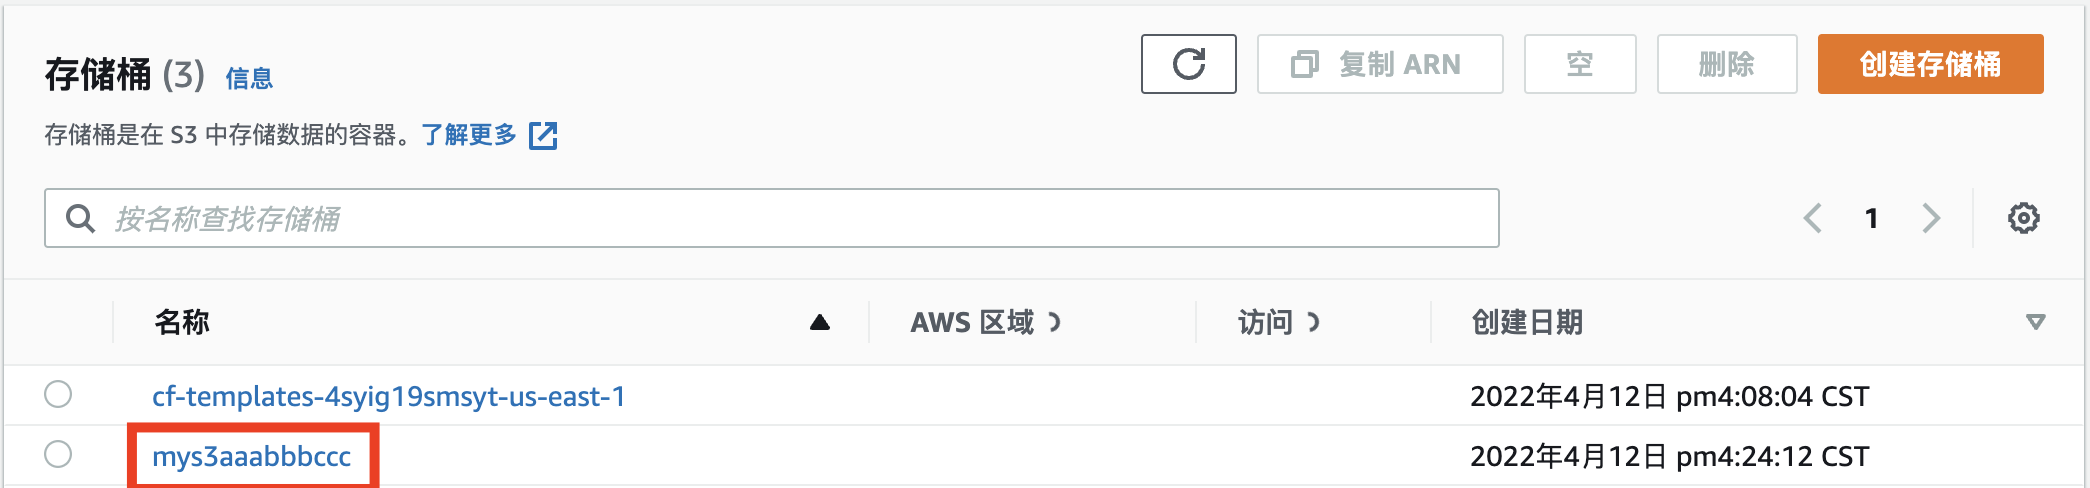 存储桶 (3) 信息
复制 ARN
空
删除
创建存储桶
存储桶是在 S3 中存储数据的容器。了解更多
按名称查找存储桶
1
名称 AWS 区域 访问 创建日期
cf-templates-4syig19smsyt-us-east-1 2022年4月12日 pm4:08:04 CST
mys3aaabbbccc 2022年4月12日 pm4:24:12 CST